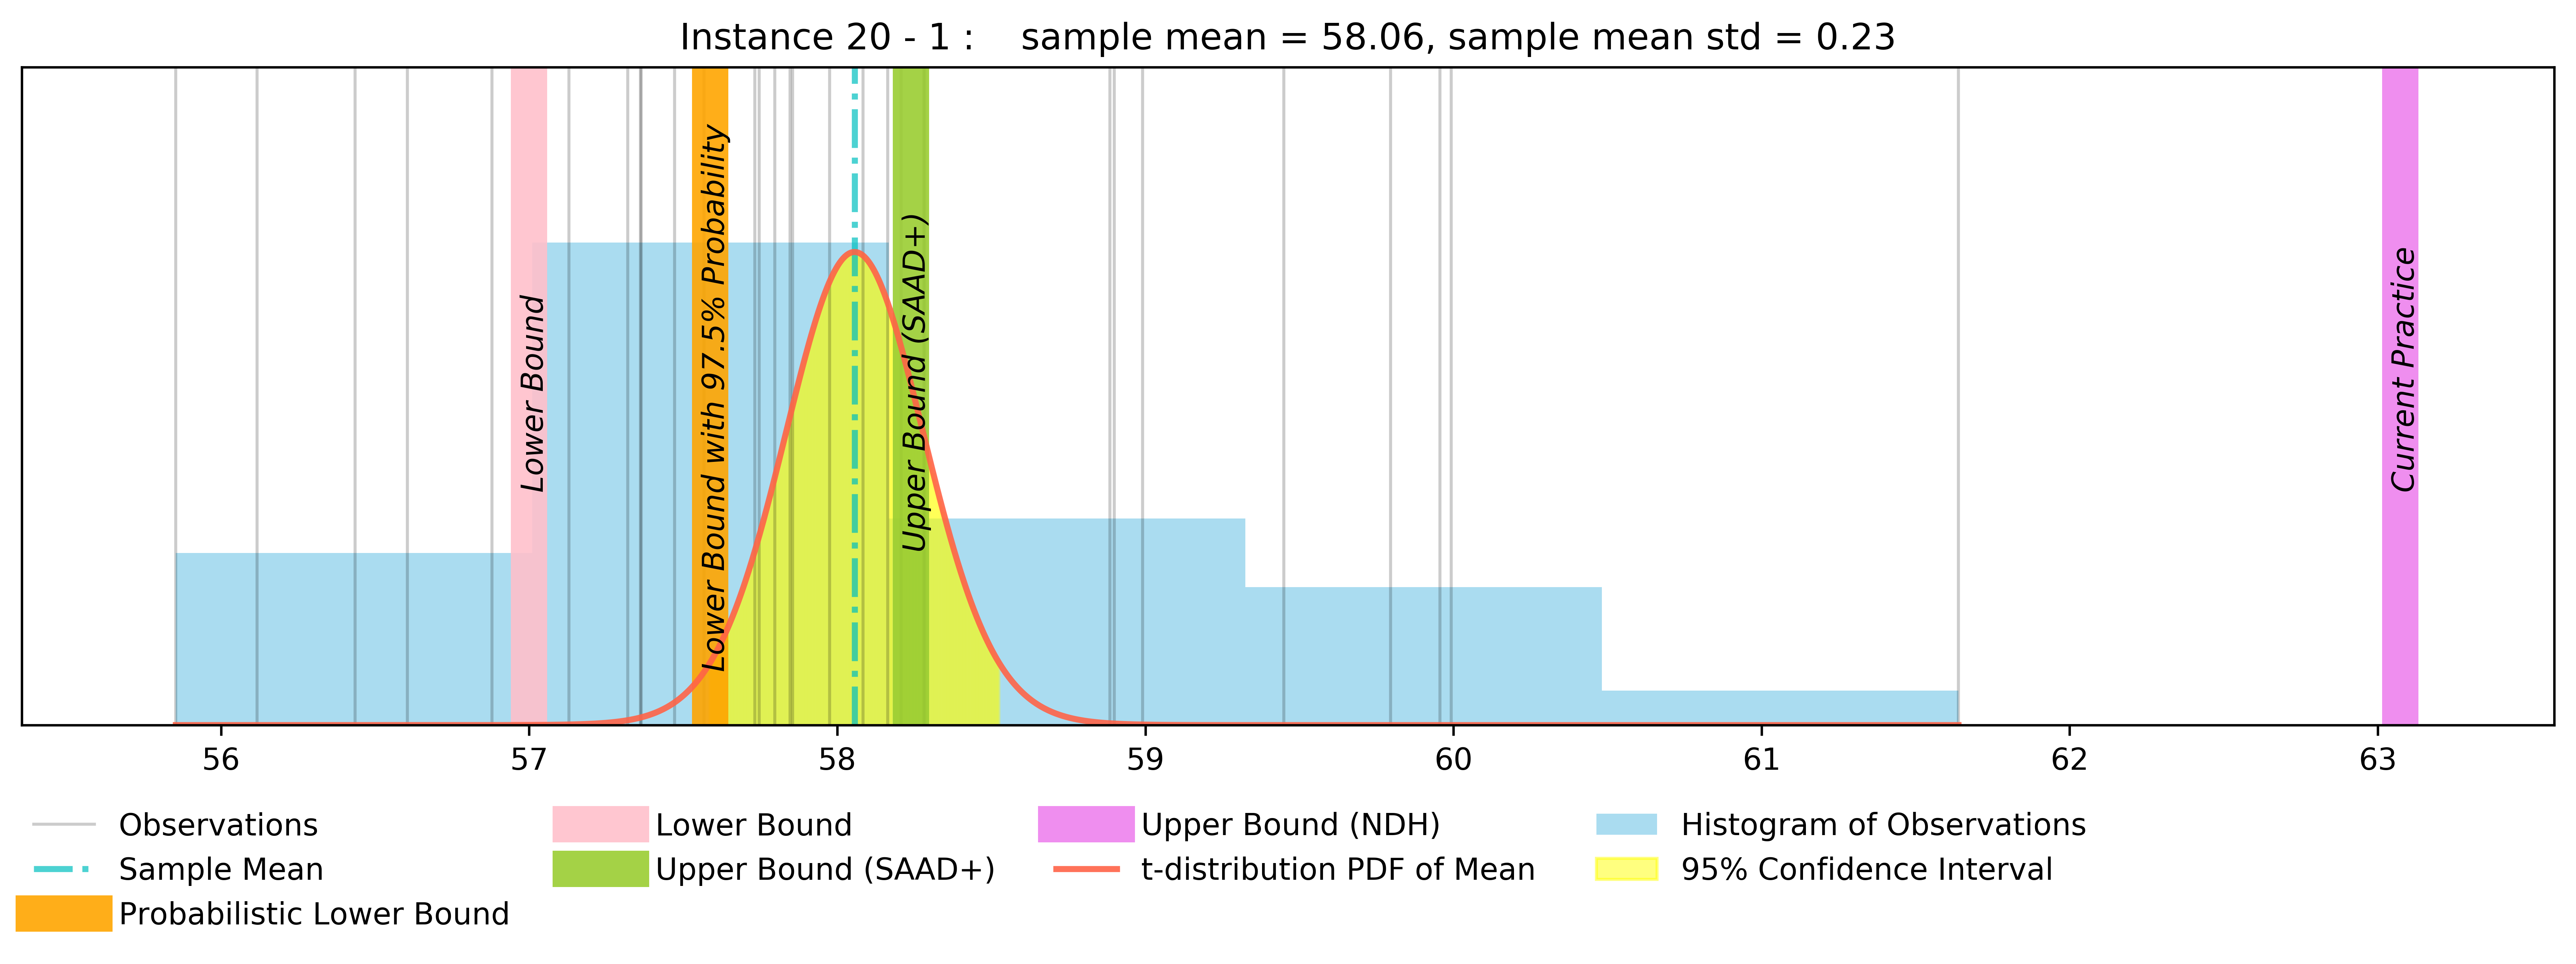 Instance 20 - 1 :    sample mean = 58.06, sample mean std = 0.23
Lower Bound
Lower Bound with 97.5% Probability
Upper Bound (SAAD+)
Current Practice
56 57 58 59 60 61 62 63
Observations
Sample Mean
Probabilistic Lower Bound
Lower Bound
Upper Bound (SAAD+)
Upper Bound (NDH)
t-distribution PDF of Mean
Histogram of Observations
95% Confidence Interval